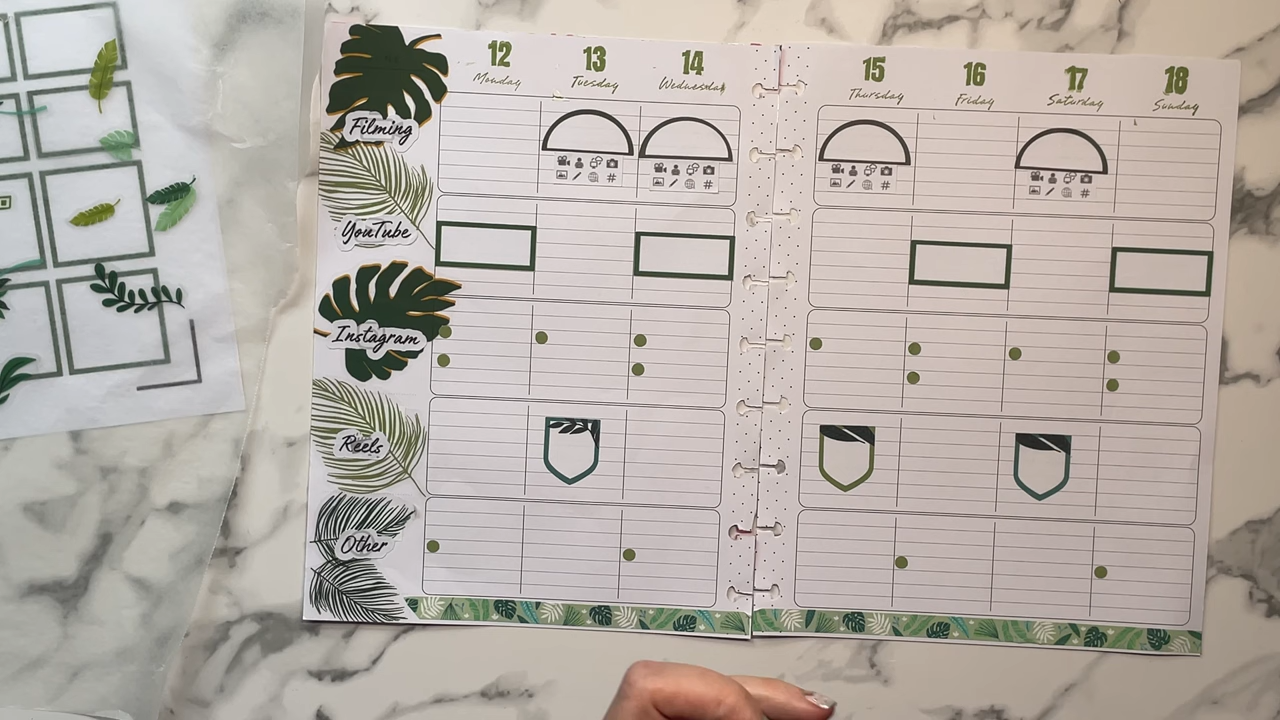 12 13 14 15 16 17 18
Monday Tuesday Wednesday Thursday Friday Saturday Sunday
Filming
YouTube
Instagram
Reels
Other